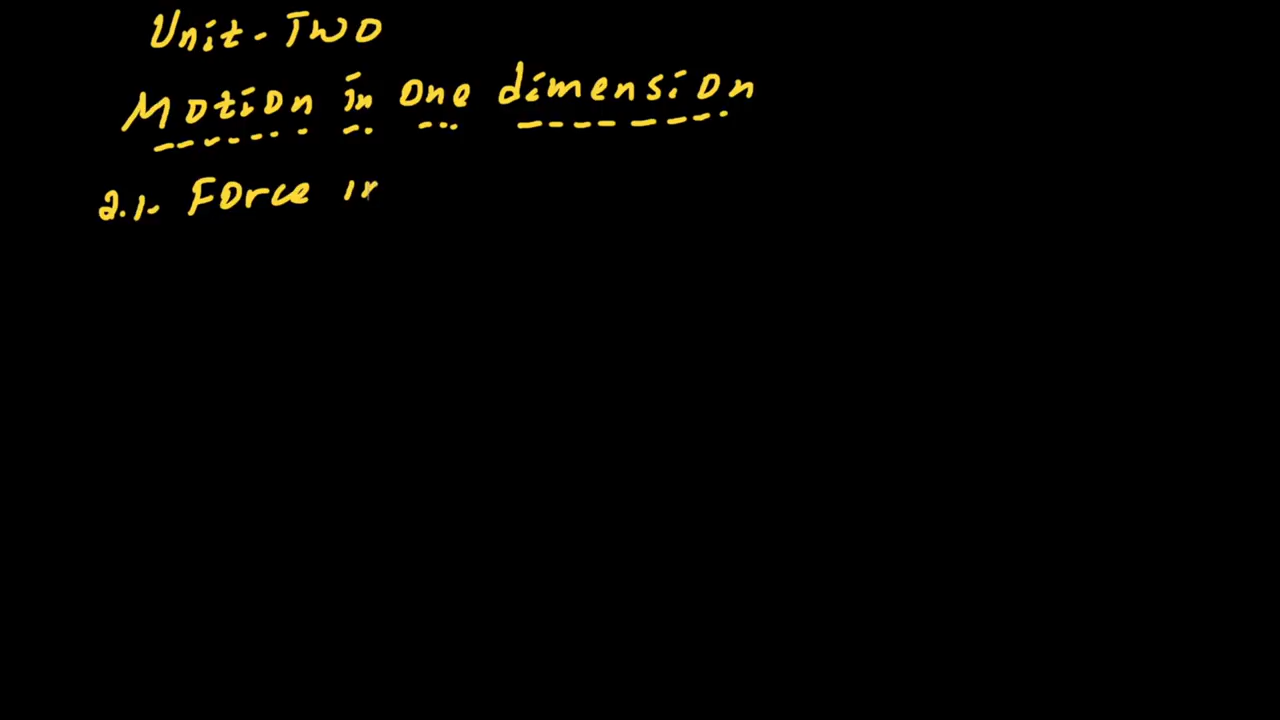 Unit - Two
Motion in one dimension
2.1- Force